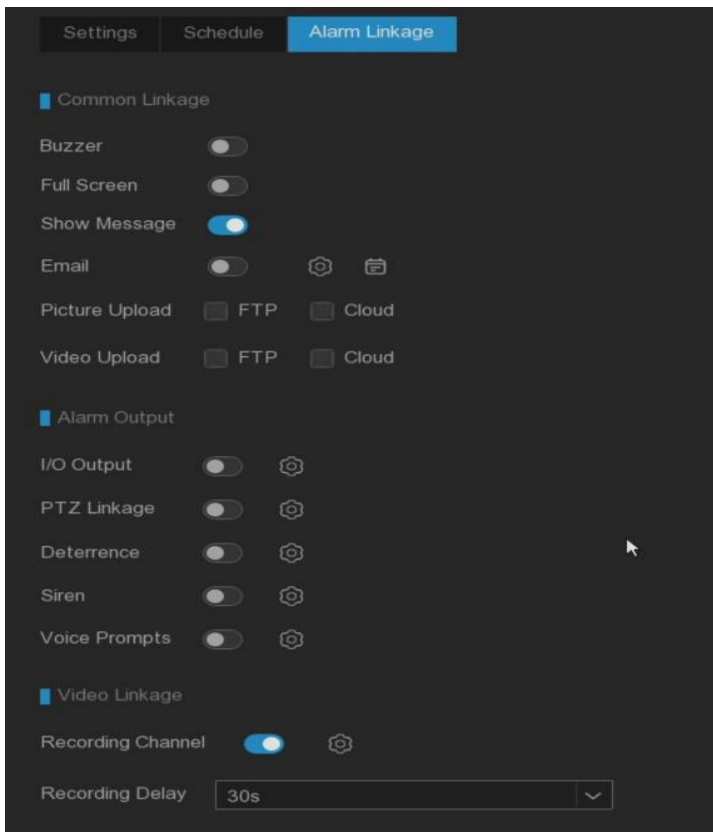 Settings Schedule Alarm Linkage
Common Linkage
Buzzer
Full Screen
Show Message
Email
Picture Upload FTP Cloud
Video Upload FTP Cloud
Alarm Output
I/O Output
PTZ Linkage
Deterrence
Siren
Voice Prompts
Video Linkage
Recording Channel
Recording Delay 30s